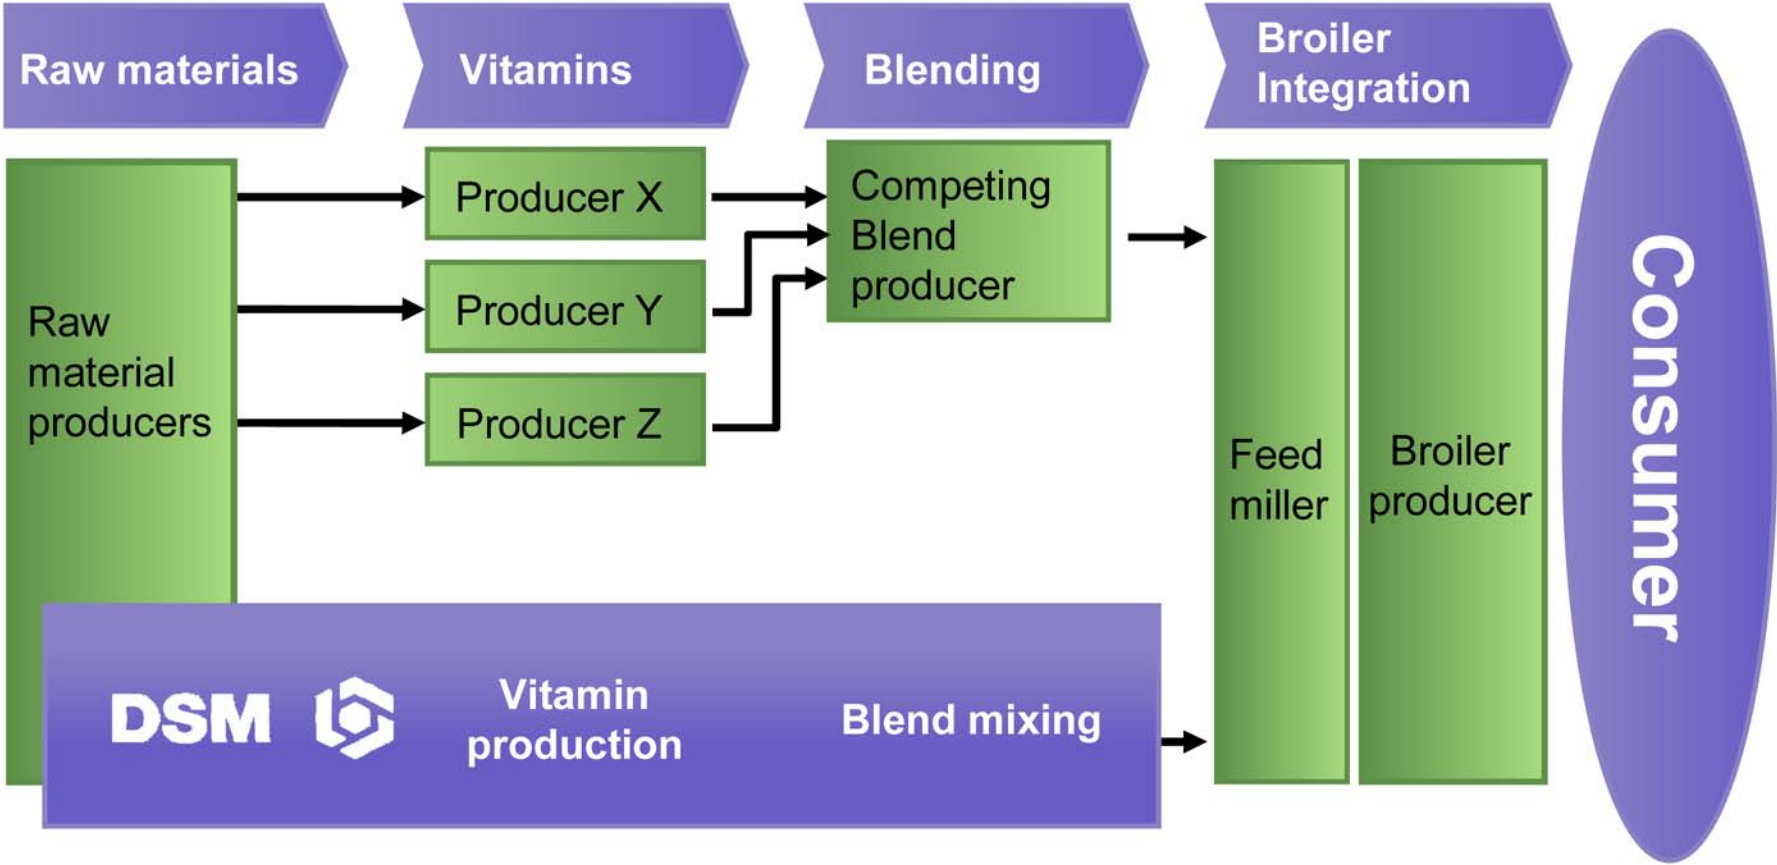 Raw materials
Vitamins
Blending
Broiler
Integration
Raw
material
producers
Producer X
Producer Y
Producer Z
Competing
Blend
producer
Feed
miller
Broiler
producer
Consumer
DSM
Vitamin
production
Blend mixing